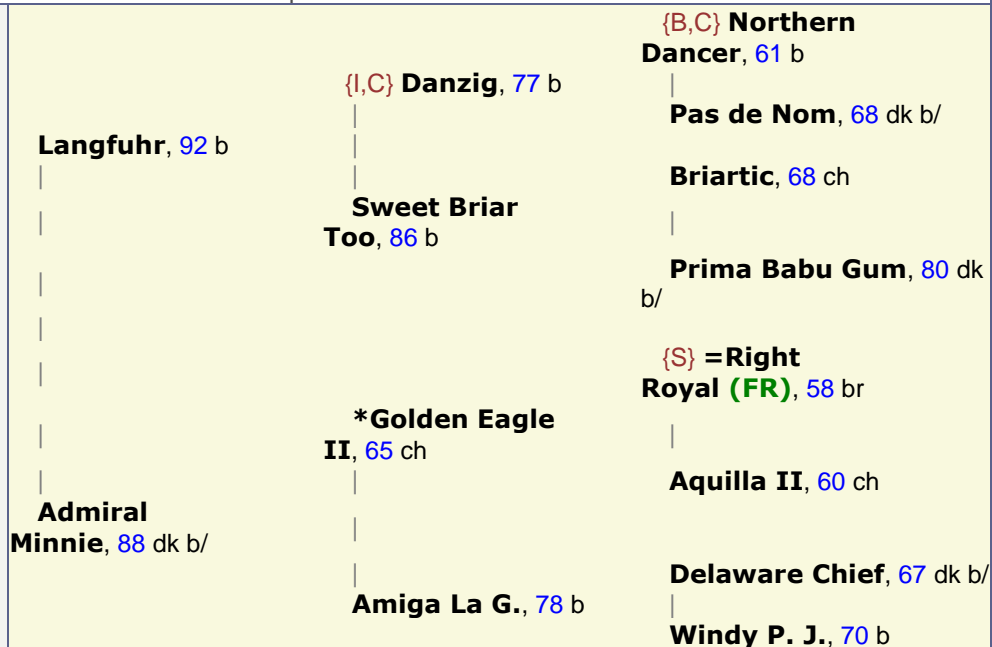 Langfuhr, 92 b
Admiral
Minnie, 88 dk b/
{I,C} Danzig, 77 b
Sweet Briar
Too, 86 b
*Golden Eagle
II, 65 ch
Amiga La G., 78 b
{B,C} Northern
Dancer, 61 b
Pas de Nom, 68 dk b/
Briartic, 68 ch
Prima Babu Gum, 80 dk
b/
{S} =Right
Royal (FR), 58 br
Aquilla II, 60 ch
Delaware Chief, 67 dk b/
Windy P. J., 70 b